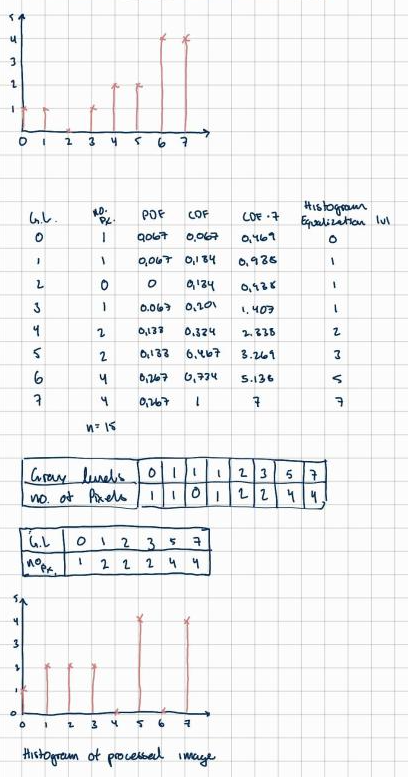 5
4
3
2
1
0 1 2 3 4 5 6 7
G.L. no. Px. PDF CDF CDF · 7 Histogram Equalization lvl
0 1 0,067 0,067 0,469 0
1 1 0,067 0,134 0,938 1
2 0 0 0,134 0,938 1
3 1 0.067 0,201 1.407 1
4 2 0,133 0,334 2.338 2
5 2 0,133 0,467 3.269 3
6 4 0,267 0,734 5.138 5
7 4 0,267 1 7 7
n=15
Gray levels 0 1 1 1 2 3 5 7
no. of Pixels 1 1 0 1 2 2 4 4
G.L 0 1 2 3 5 7
no px. 1 2 2 2 4 4
5
4
3
2
1
0
0 1 2 3 4 5 6 7
Histogram of processed image